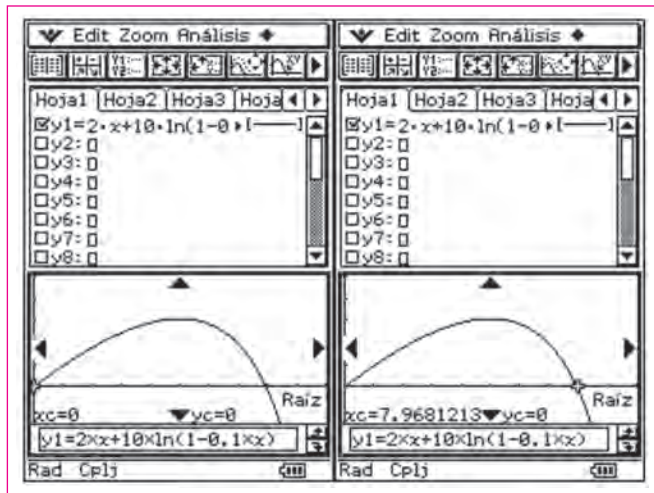 Edit Zoom Análisis
Hoja1 Hoja2 Hoja3 Hoja
y1=2·x+10·ln(1-0
y2:
y3:
y4:
y5:
y6:
y7:
y8:
Raíz
xc=0 yc=0
y1=2×x+10×ln(1-0.1×x)
Rad Cplj
Edit Zoom Análisis
Hoja1 Hoja2 Hoja3 Hoja
y1=2·x+10·ln(1-0
y2:
y3:
y4:
y5:
y6:
y7:
y8:
Raíz
xc=7.9681213 yc=0
y1=2×x+10×ln(1-0.1×x)
Rad Cplj